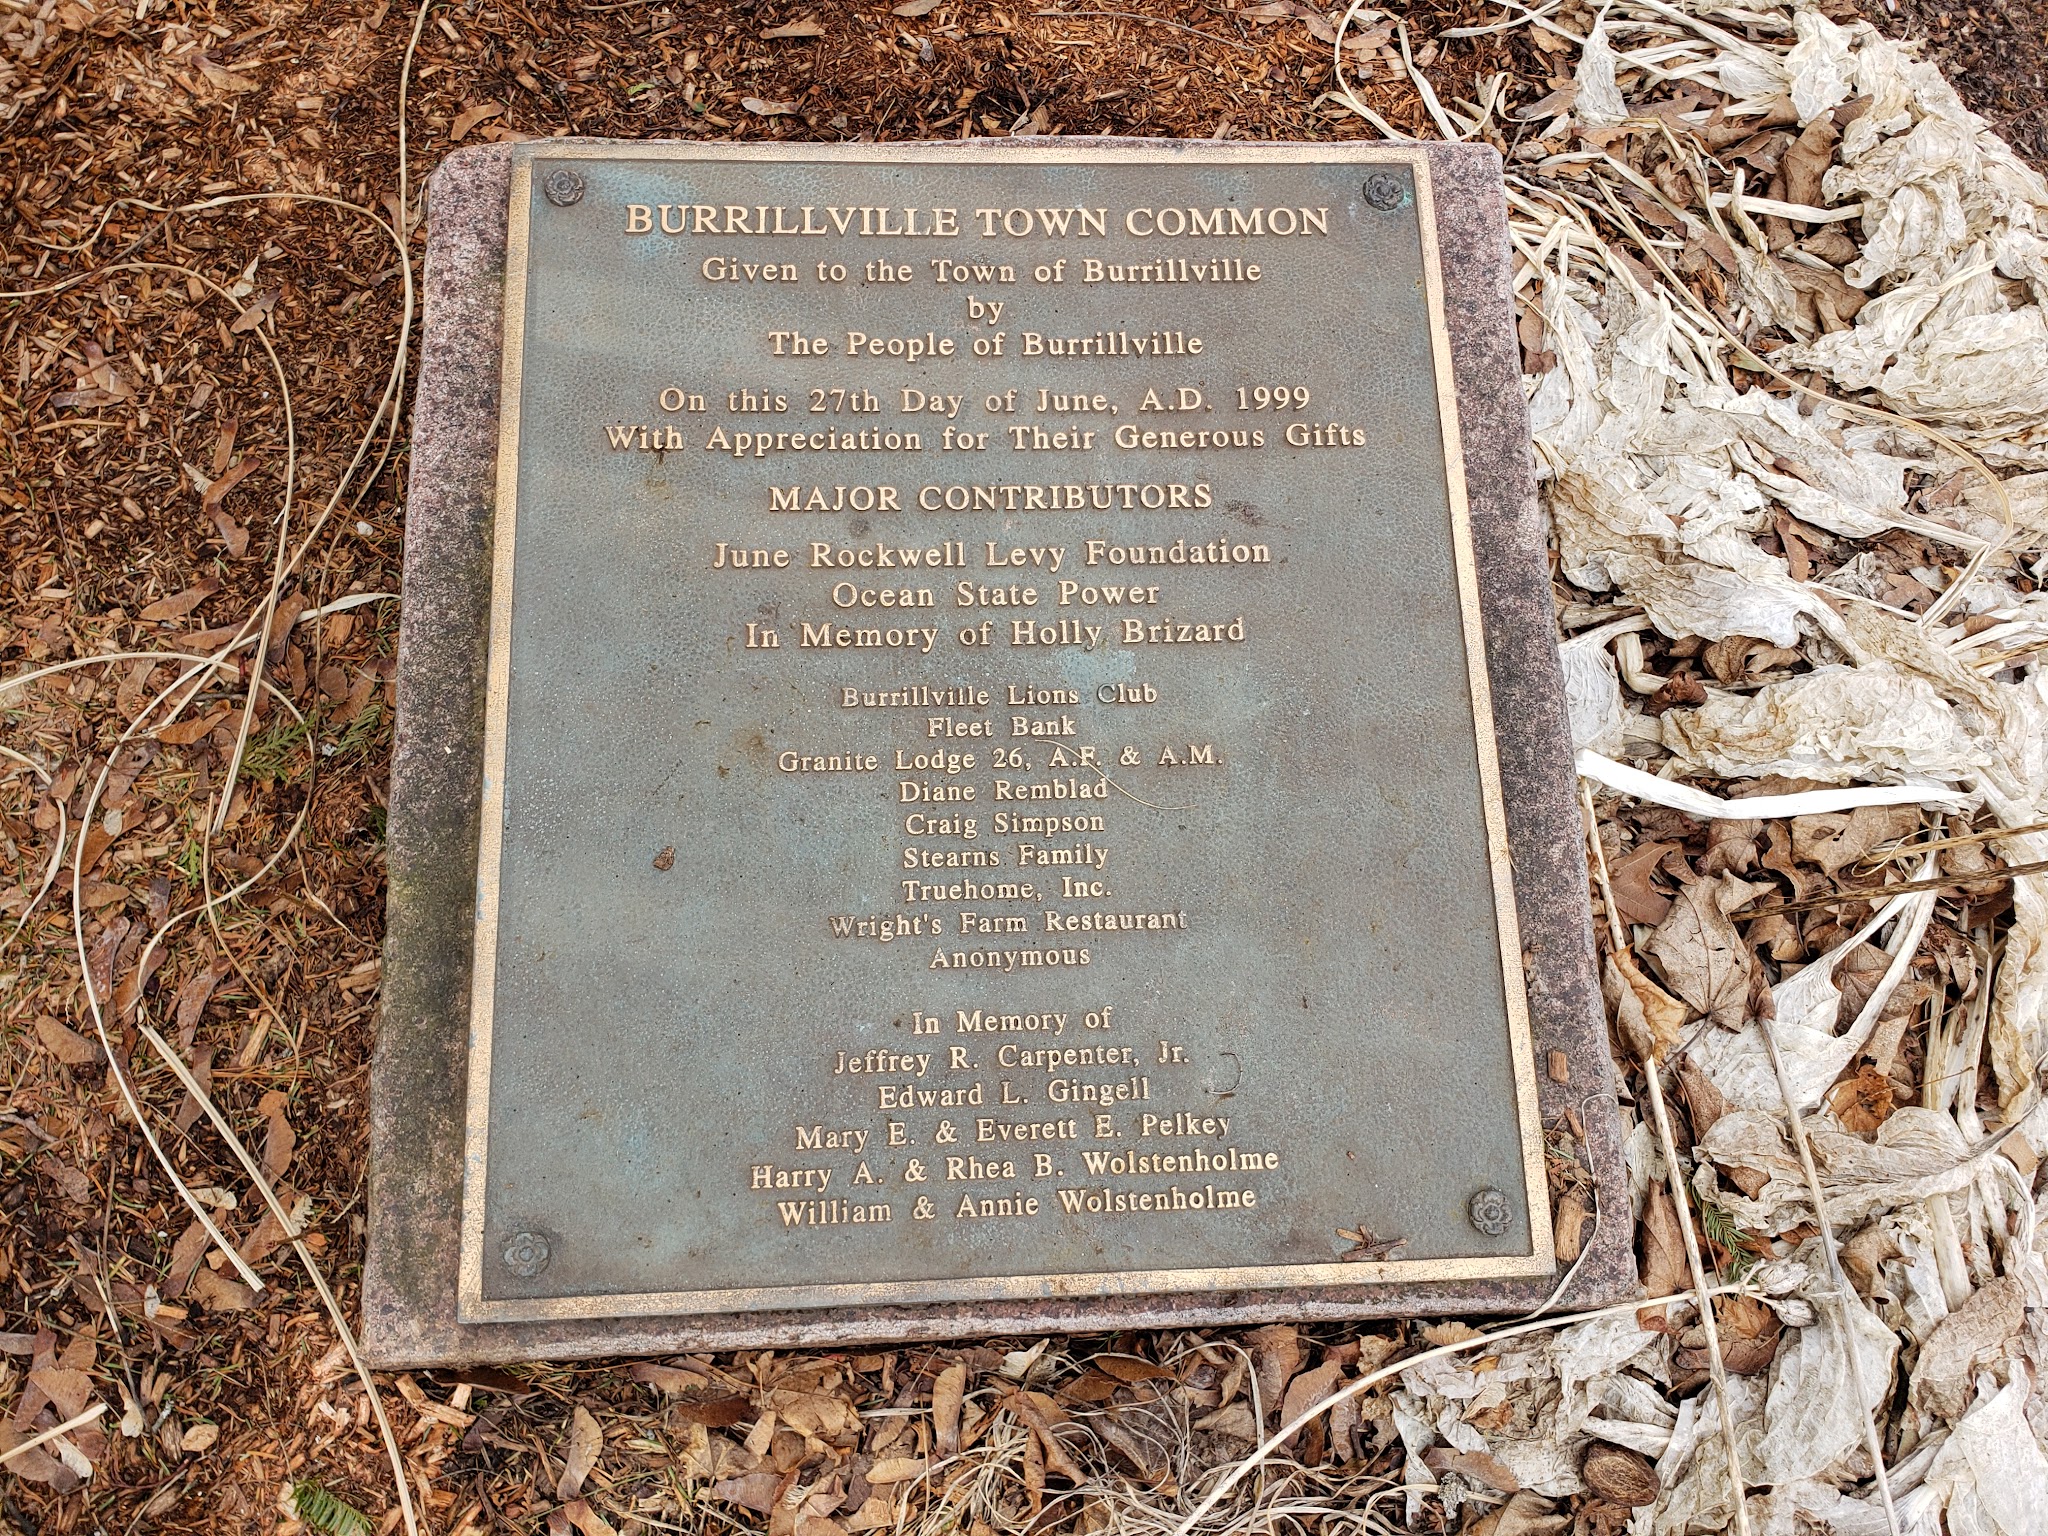 BURRILLVILLE TOWN COMMON
Given to the Town of Burrillville
by
The People of Burrillville
On this 27th Day of June, A.D. 1999
With Appreciation for Their Generous Gifts
MAJOR CONTRIBUTORS
June Rockwell Levy Foundation
Ocean State Power
In Memory of Holly Brizard
Burrillville Lions Club
Fleet Bank
Granite Lodge 26, A.F. & A.M.
Diane Remblad
Craig Simpson
Stearns Family
Truehome, Inc.
Wright's Farm Restaurant
Anonymous
In Memory of
Jeffrey R. Carpenter, Jr.
Edward L. Gingell
Mary E. & Everett E. Pelkey
Harry A. & Rhea B. Wolstenholme
William & Annie Wolstenholme